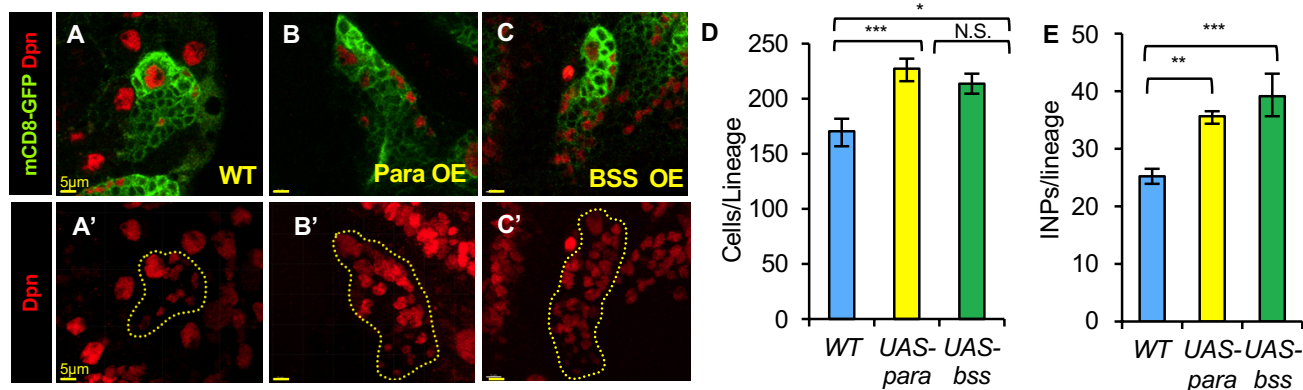 mCD8-GFP Dpn
A
WT
5µm
B
Para OE
C
BSS OE
Dpn
A’
5µm
B’
C’
D
*
***
N.S.
Cells/Lineage
250
200
150
100
50
0
WT
UAS-
para
UAS-
bss
E
***
**
INPs/lineage
50
40
30
20
10
0
WT
UAS-
para
UAS-
bss